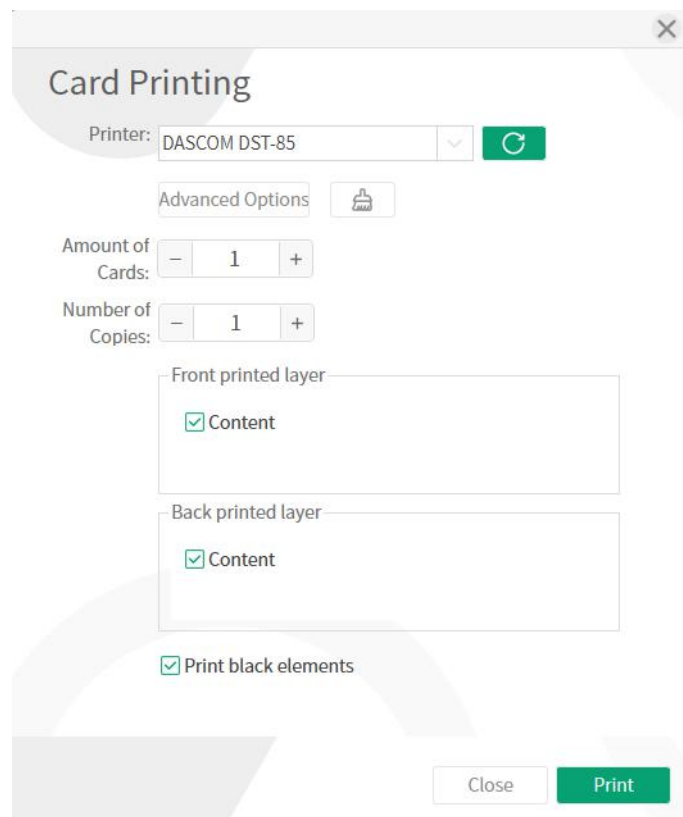 Card Printing
Printer: DASCOM DST-85
Advanced Options
Amount of
Cards: − 1 +
Number of
Copies: − 1 +
Front printed layer
Content
Back printed layer
Content
Print black elements
Close Print